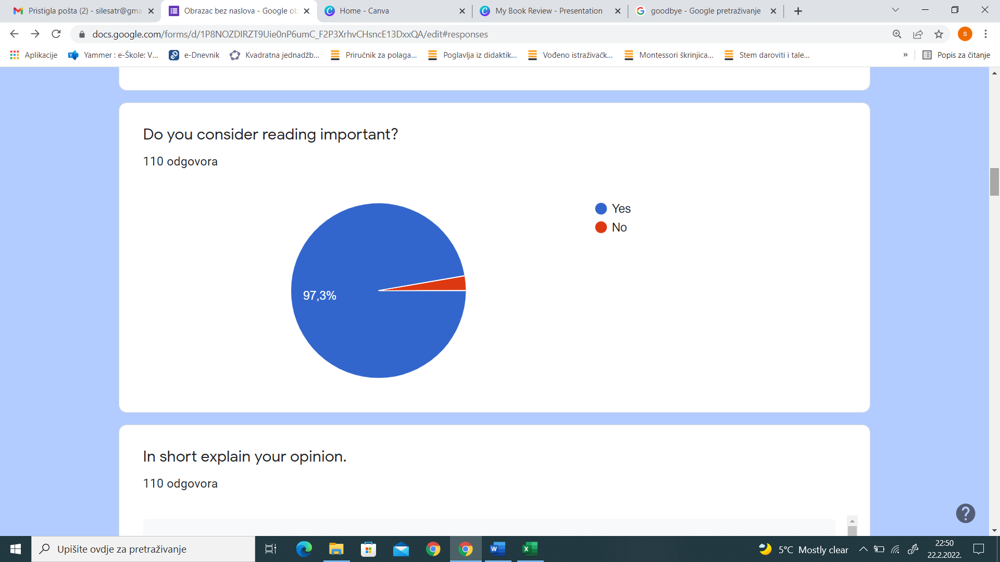 Pristigla pošta (2) - silesatr@gma
Obrazac bez naslova - Google ob
Home - Canva
My Book Review - Presentation
goodbye - Google pretraživanje
docs.google.com/forms/d/1P8NOZDIRZT9Uie0nP6umC_F2P3XrhvCHsncE13DxxQA/edit#responses
s
Aplikacije
Yammer : e-Škole: V...
e-Dnevnik
Kvadratna jednadžb...
Priručnik za polaga...
Poglavlja iz didaktik...
Vođeno istraživačk...
Montessori škrinjica...
Stem daroviti i tale...
»
Popis za čitanje
Do you consider reading important?
110 odgovora
Yes
No
97,3%
In short explain your opinion.
110 odgovora
?
Upišite ovdje za pretraživanje
5°C Mostly clear
22:50
22.2.2022.